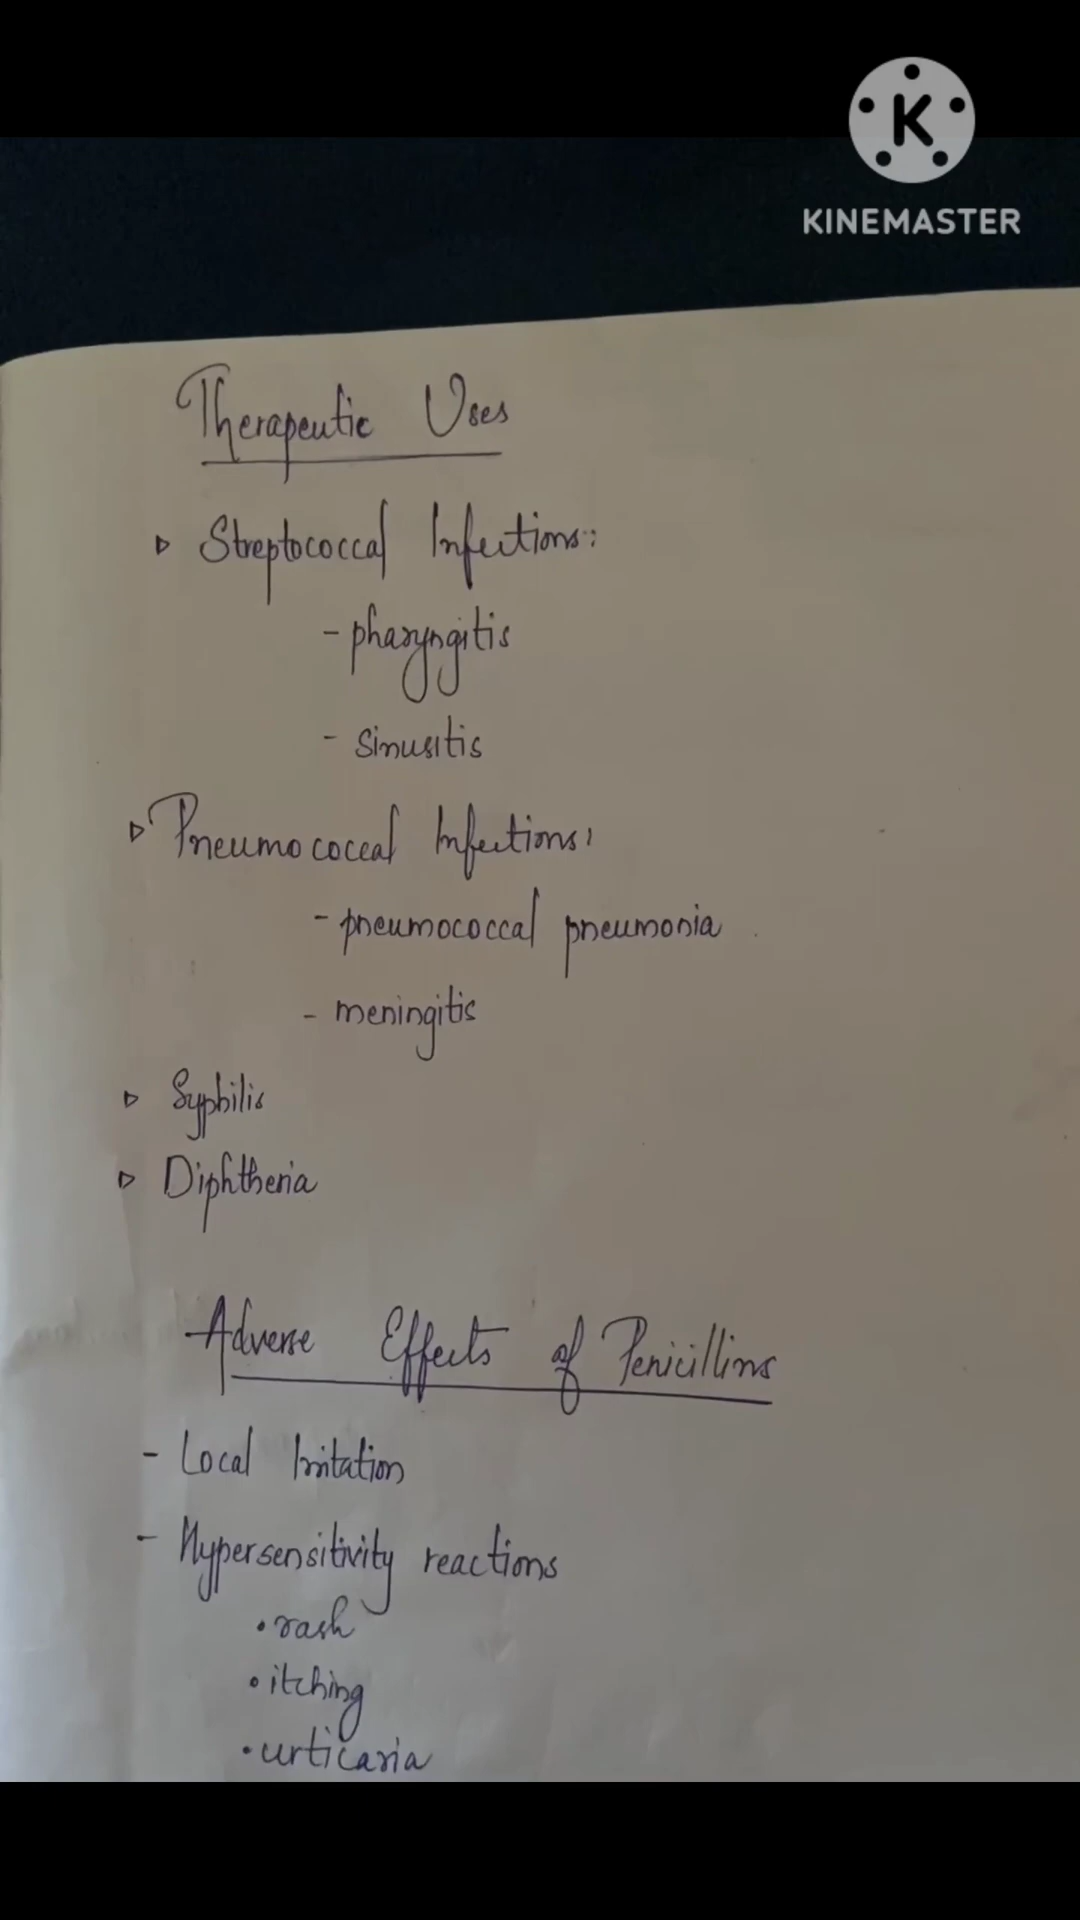 KINEMASTER
Therapeutic Uses
▷ Streptococcal Infections:
- pharyngitis
- sinusitis
▷ Pneumococcal Infections:
- pneumococcal pneumonia
- meningitis
▷ Syphilis
▷ Diphtheria
Adverse Effects of Penicillins
- Local Irritation
- Hypersensitivity reactions
• rash
• itching
• urticaria